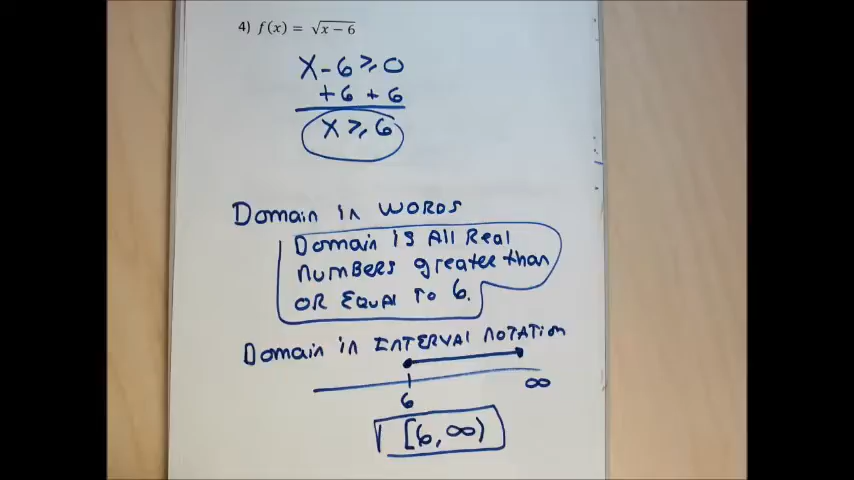 4) f(x) = √x − 6
X - 6 ≥ 0
+6 +6
X ≥ 6
Domain in WORDS
Domain is All Real
numBERS greater than
OR EQUAL TO 6.
Domain in INTERVAL NOTATION
6 ∞
[6, ∞)